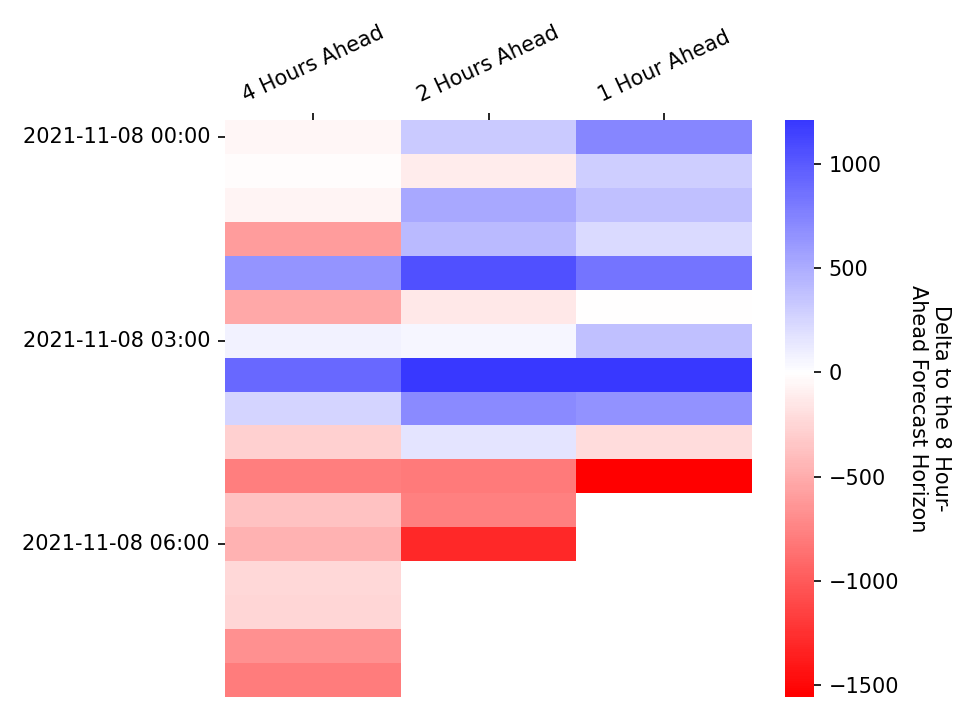 4 Hours Ahead
2 Hours Ahead
1 Hour Ahead
2021-11-08 00:00
2021-11-08 03:00
2021-11-08 06:00
1000
500
0
−500
−1000
−1500
Delta to the 8 Hour-
Ahead Forecast Horizon